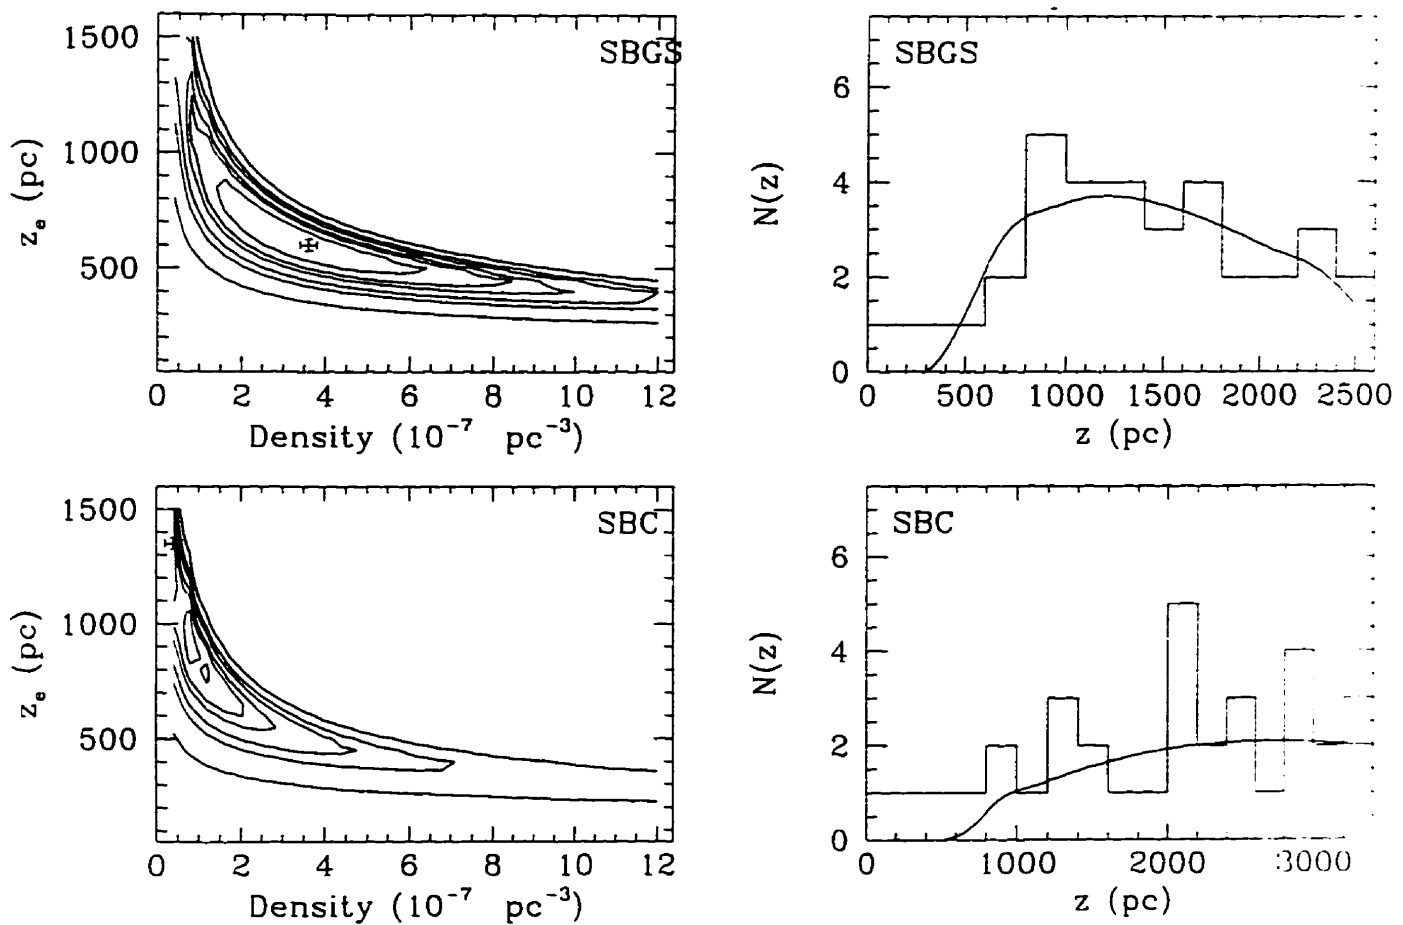 SBGS
1500
1000
500
z_e (pc)
0 2 4 6 8 10 12
Density (10^-7 pc^-3)
SBGS
6
4
2
0
N(z)
0 500 1000 1500 2000 2500
z (pc)
SBC
1500
1000
500
z_e (pc)
0 2 4 6 8 10 12
Density (10^-7 pc^-3)
SBC
6
4
2
0
N(z)
0 1000 2000 3000
z (pc)